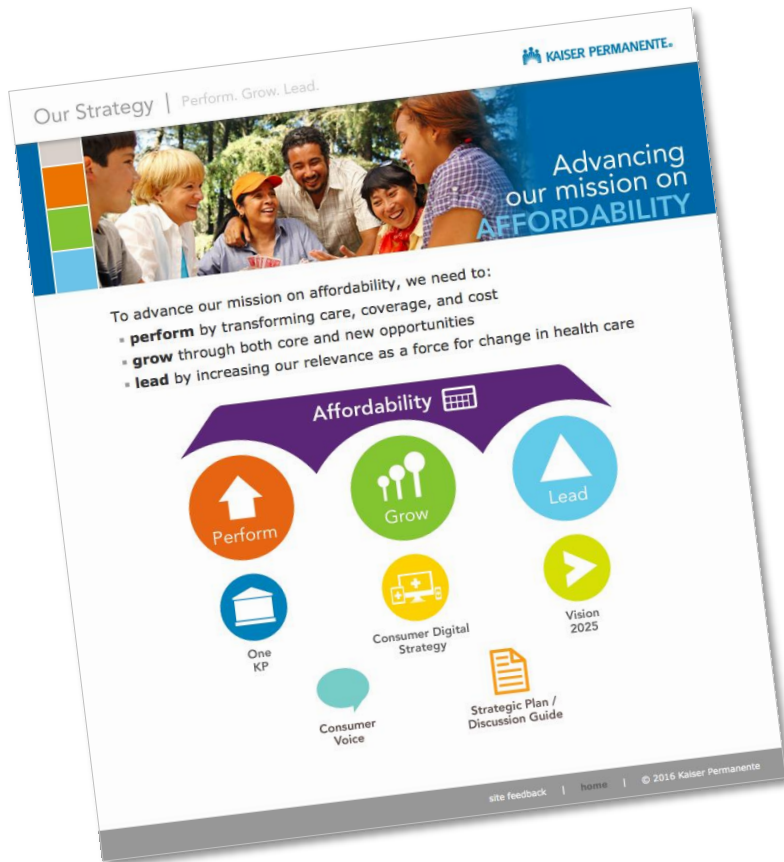 Our Strategy | Perform. Grow. Lead.
KAISER PERMANENTE®
Advancing
our mission on
AFFORDABILITY
To advance our mission on affordability, we need to:
▪ perform by transforming care, coverage, and cost
▪ grow through both core and new opportunities
▪ lead by increasing our relevance as a force for change in health care
Affordability
Perform
Grow
Lead
One
KP
Consumer Digital
Strategy
Vision
2025
Consumer
Voice
Strategic Plan /
Discussion Guide
site feedback | home | © 2016 Kaiser Permanente